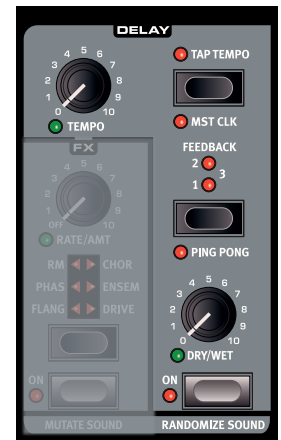 DELAY
0 1 2 3 4 5 6 7 8 9 10
TEMPO
TAP TEMPO
MST CLK
FEEDBACK
2
3
1
PING PONG
0 1 2 3 4 5 6 7 8 9 10
DRY/WET
ON
RANDOMIZE SOUND
FX
OFF 1 2 3 4 5 6 7 8 9 10
RATE/AMT
RM CHOR
PHAS ENSEM
FLANG DRIVE
ON
MUTATE SOUND